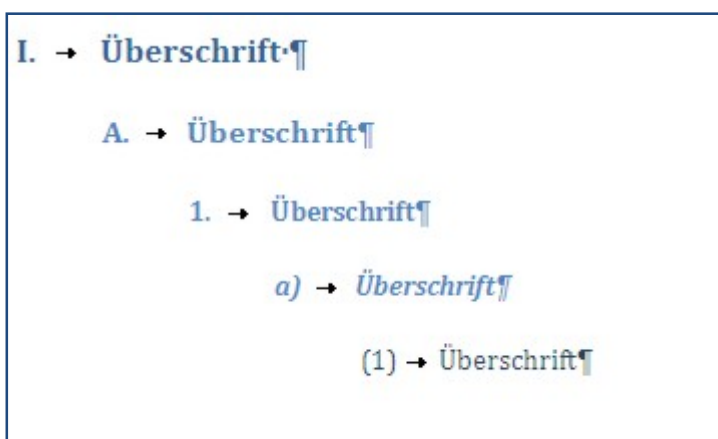 I. → Überschrift·¶
A. → Überschrift¶
1. → Überschrift¶
a) → Überschrift¶
(1) → Überschrift¶